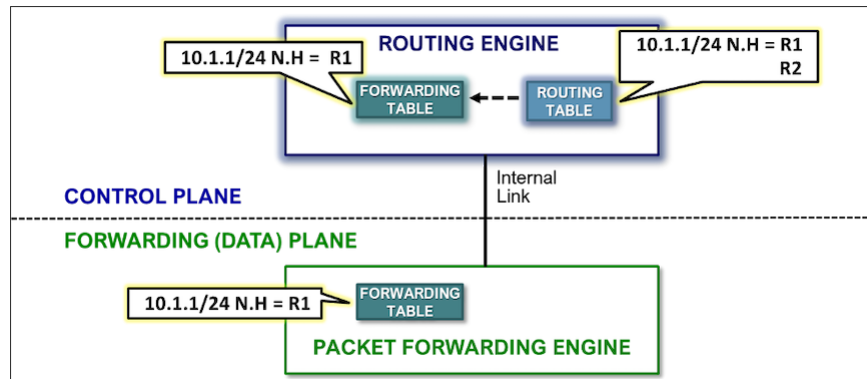 ROUTING ENGINE
10.1.1/24 N.H = R1
10.1.1/24 N.H = R1
R2
FORWARDING
TABLE
ROUTING
TABLE
Internal
Link
CONTROL PLANE
FORWARDING (DATA) PLANE
10.1.1/24 N.H = R1
FORWARDING
TABLE
PACKET FORWARDING ENGINE